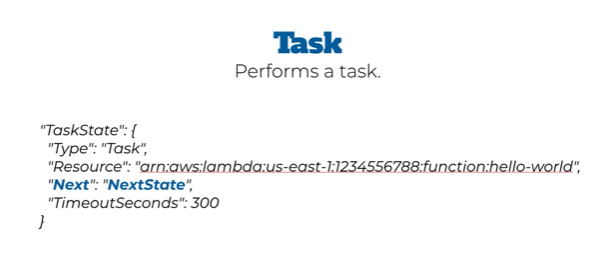 Task
Performs a task.
"TaskState": {
"Type": "Task",
"Resource": "arn:aws:lambda:us-east-1:1234556788:function:hello-world",
"Next": "NextState",
"TimeoutSeconds": 300
}